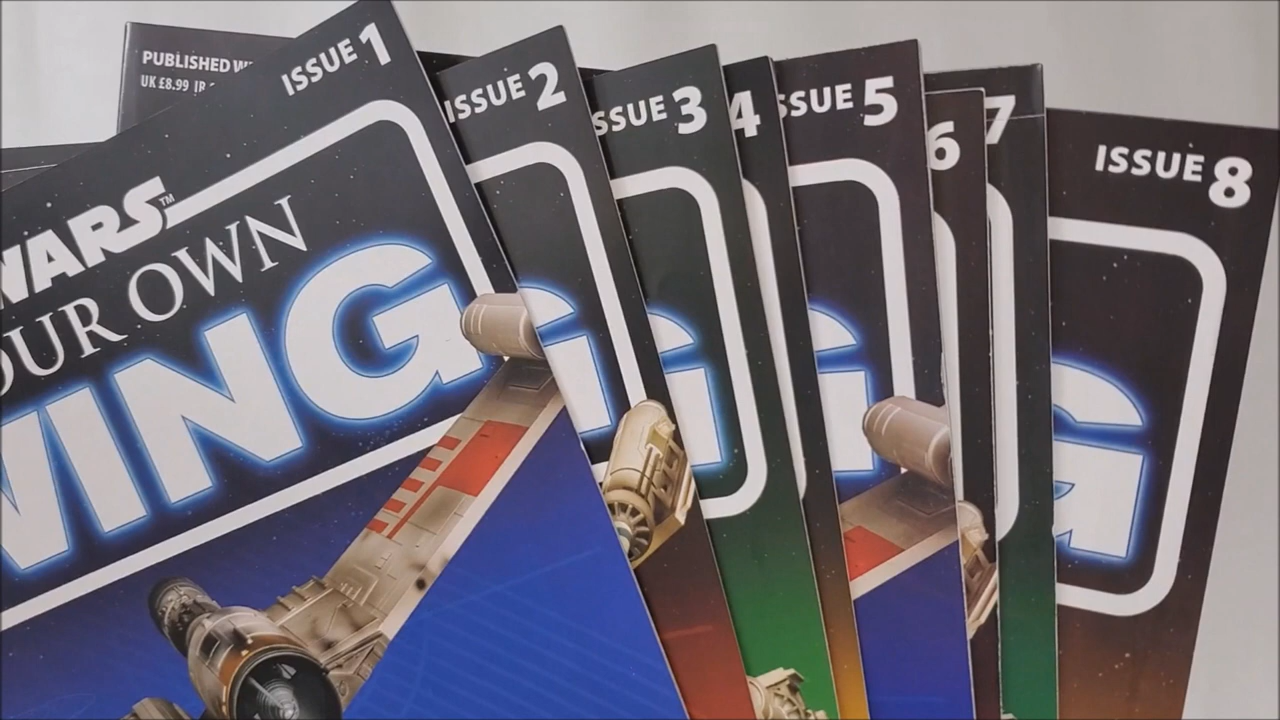 PUBLISHED
UK £8.99
ISSUE 1
WARS™
OUR OWN
WING
ISSUE 2
G
ISSUE 3
G
4
ISSUE 5
G
6
7
ISSUE 8
G